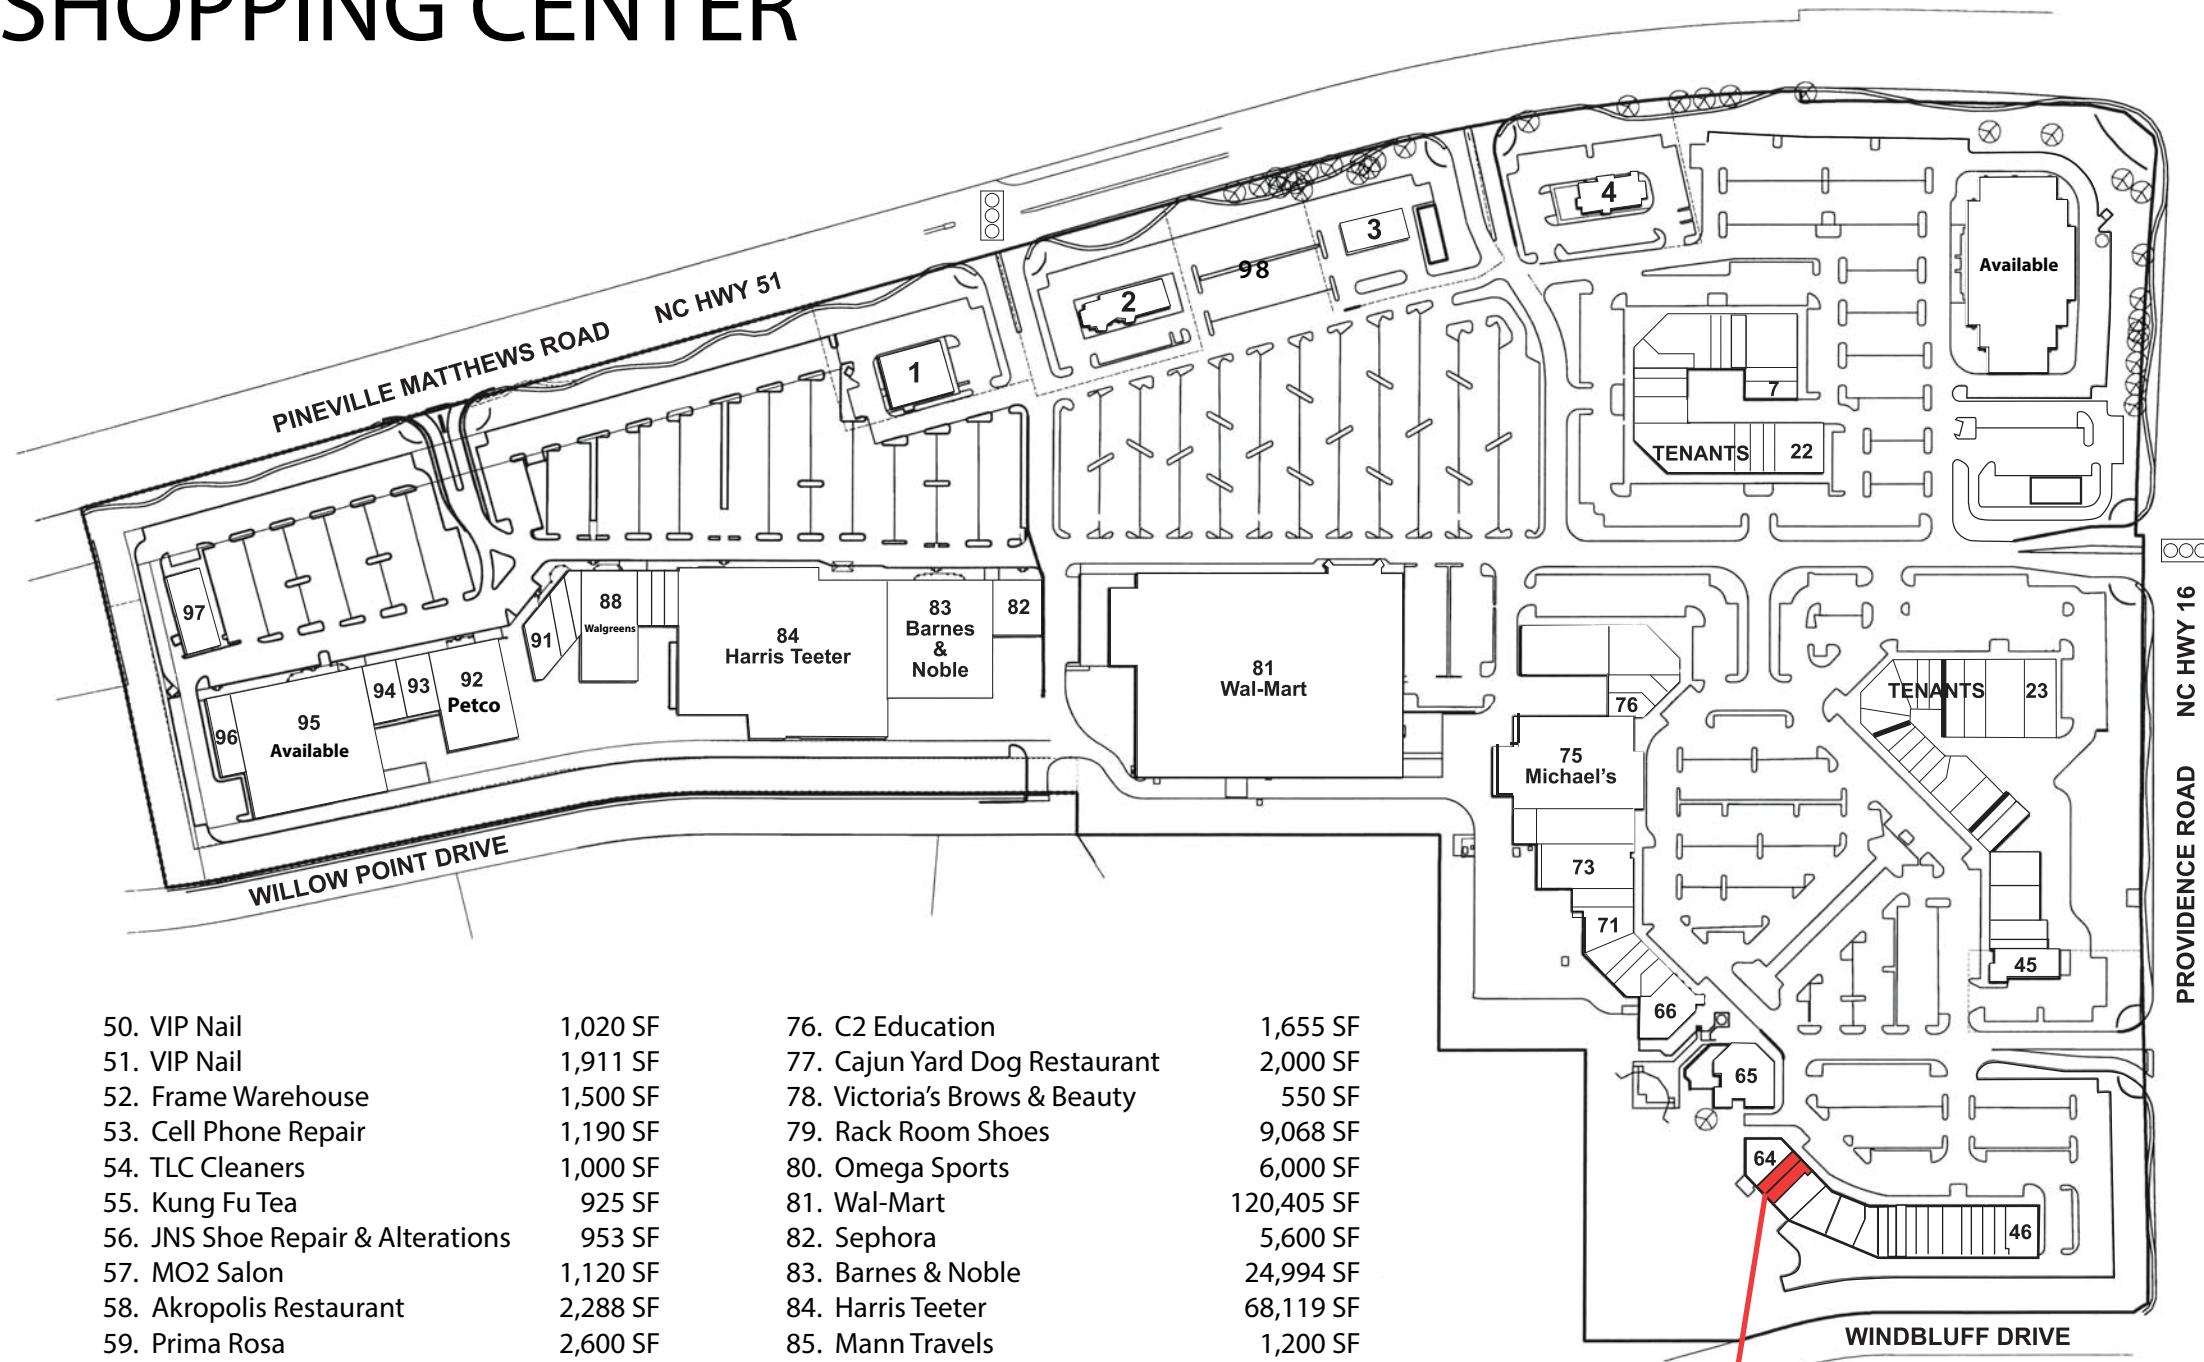 SHOPPING CENTER
PINEVILLE MATTHEWS ROAD NC HWY 51
1
2
98
3
4
Available
7
TENANTS 22
97
91
88
Walgreens
84
Harris Teeter
83
Barnes
&
Noble
82
81
Wal-Mart
96
95
Available
94
93
92
Petco
76
75
Michael's
73
71
66
65
64
46
45
TENANTS 23
NC HWY 16
PROVIDENCE ROAD
WILLOW POINT DRIVE
WINDBLUFF DRIVE
50. VIP Nail 1,020 SF
51. VIP Nail 1,911 SF
52. Frame Warehouse 1,500 SF
53. Cell Phone Repair 1,190 SF
54. TLC Cleaners 1,000 SF
55. Kung Fu Tea 925 SF
56. JNS Shoe Repair & Alterations 953 SF
57. MO2 Salon 1,120 SF
58. Akropolis Restaurant 2,288 SF
59. Prima Rosa 2,600 SF
76. C2 Education 1,655 SF
77. Cajun Yard Dog Restaurant 2,000 SF
78. Victoria's Brows & Beauty 550 SF
79. Rack Room Shoes 9,068 SF
80. Omega Sports 6,000 SF
81. Wal-Mart 120,405 SF
82. Sephora 5,600 SF
83. Barnes & Noble 24,994 SF
84. Harris Teeter 68,119 SF
85. Mann Travels 1,200 SF